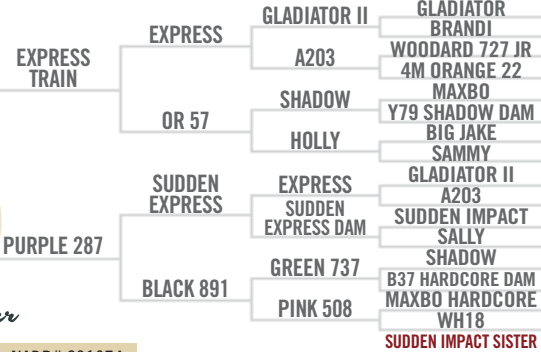 GLADIATOR
GLADIATOR II
BRANDI
EXPRESS
WOODARD 727 JR
A203
4M ORANGE 22
EXPRESS
TRAIN
MAXBO
SHADOW
Y79 SHADOW DAM
OR 57
BIG JAKE
HOLLY
SAMMY
GLADIATOR II
EXPRESS
A203
SUDDEN
EXPRESS
SUDDEN IMPACT
SUDDEN
EXPRESS DAM
SALLY
PURPLE 287
SHADOW
GREEN 737
B37 HARDCORE DAM
BLACK 891
MAXBO HARDCORE
PINK 508
WH18
SUDDEN IMPACT SISTER